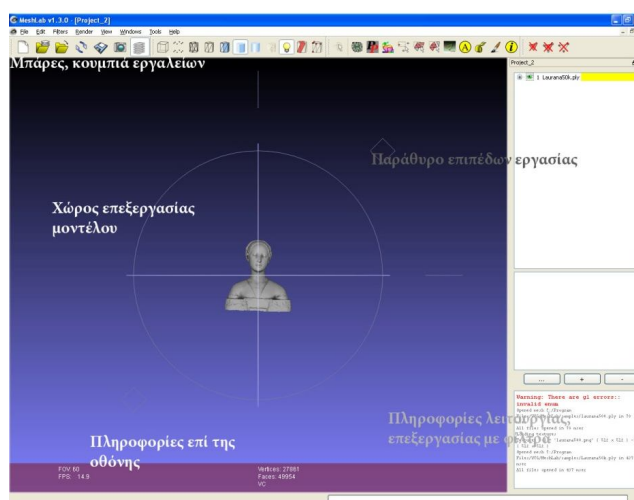 MeshLab v1.3.0 - [Project_2]
File Edit Filters Render View Windows Tools Help
Μπάρες, κουμπιά εργαλείων
Project_2
1 Laurana50k.ply
Παράθυρο επιπέδων εργασίας
Χώρος επεξεργασίας
μοντέλου
... + -
Warning: There are gl errors::
invalid enum
Πληροφορίες λειτουργίας,
επεξεργασίας με φίλτρα
Πληροφορίες επί της
οθόνης
FOV: 60
FPS: 14.9
Vertices: 27861
Faces: 49954
VC